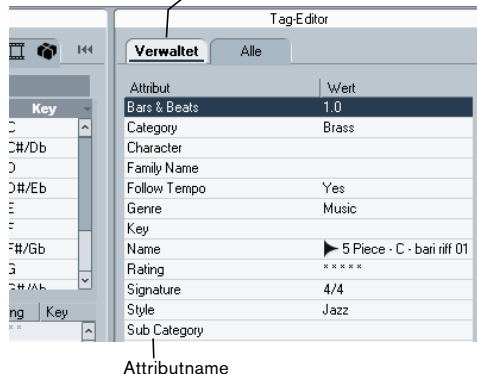 Tag-Editor
Verwaltet Alle
Key
C
C#/Db
D
D#/Eb
E
F
F#/Gb
G
G#/Ab
ng Key
Attribut Wert
Bars & Beats 1.0
Category Brass
Character
Family Name
Follow Tempo Yes
Genre Music
Key
Name 5 Piece - C - bari riff 01
Rating *****
Signature 4/4
Style Jazz
Sub Category
Attributname